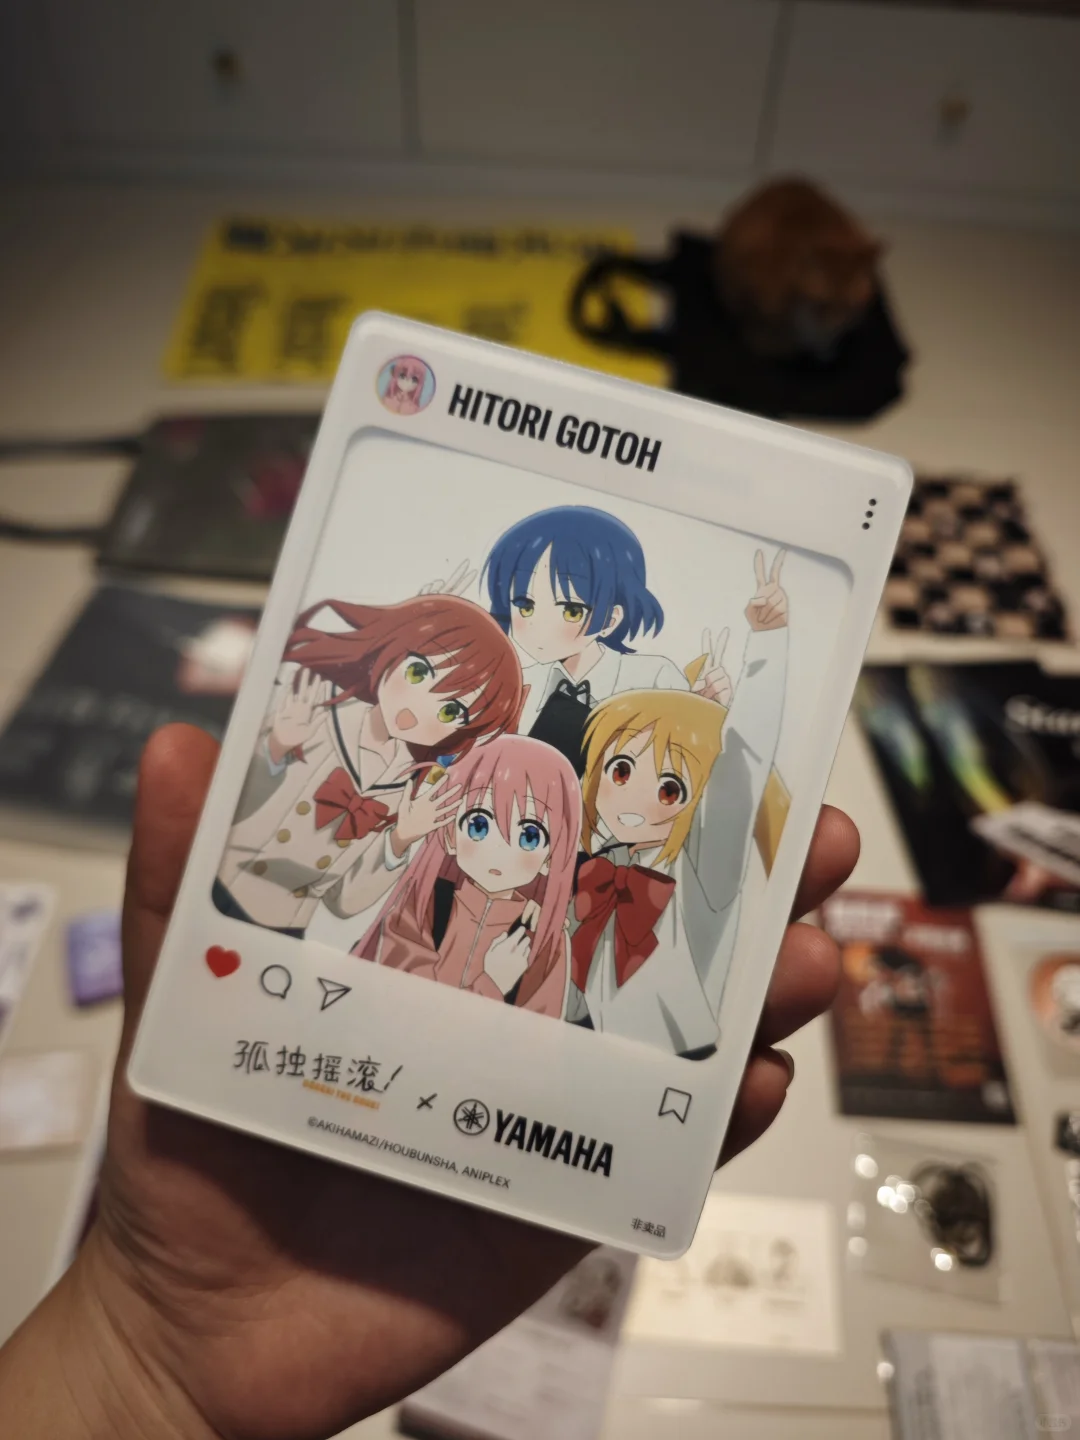 HITORI GOTOH
孤独摇滚!
BOCCHI THE ROCK!
×
YAMAHA
©AKIHAMAZI/HOUBUNSHA, ANIPLEX
非卖品